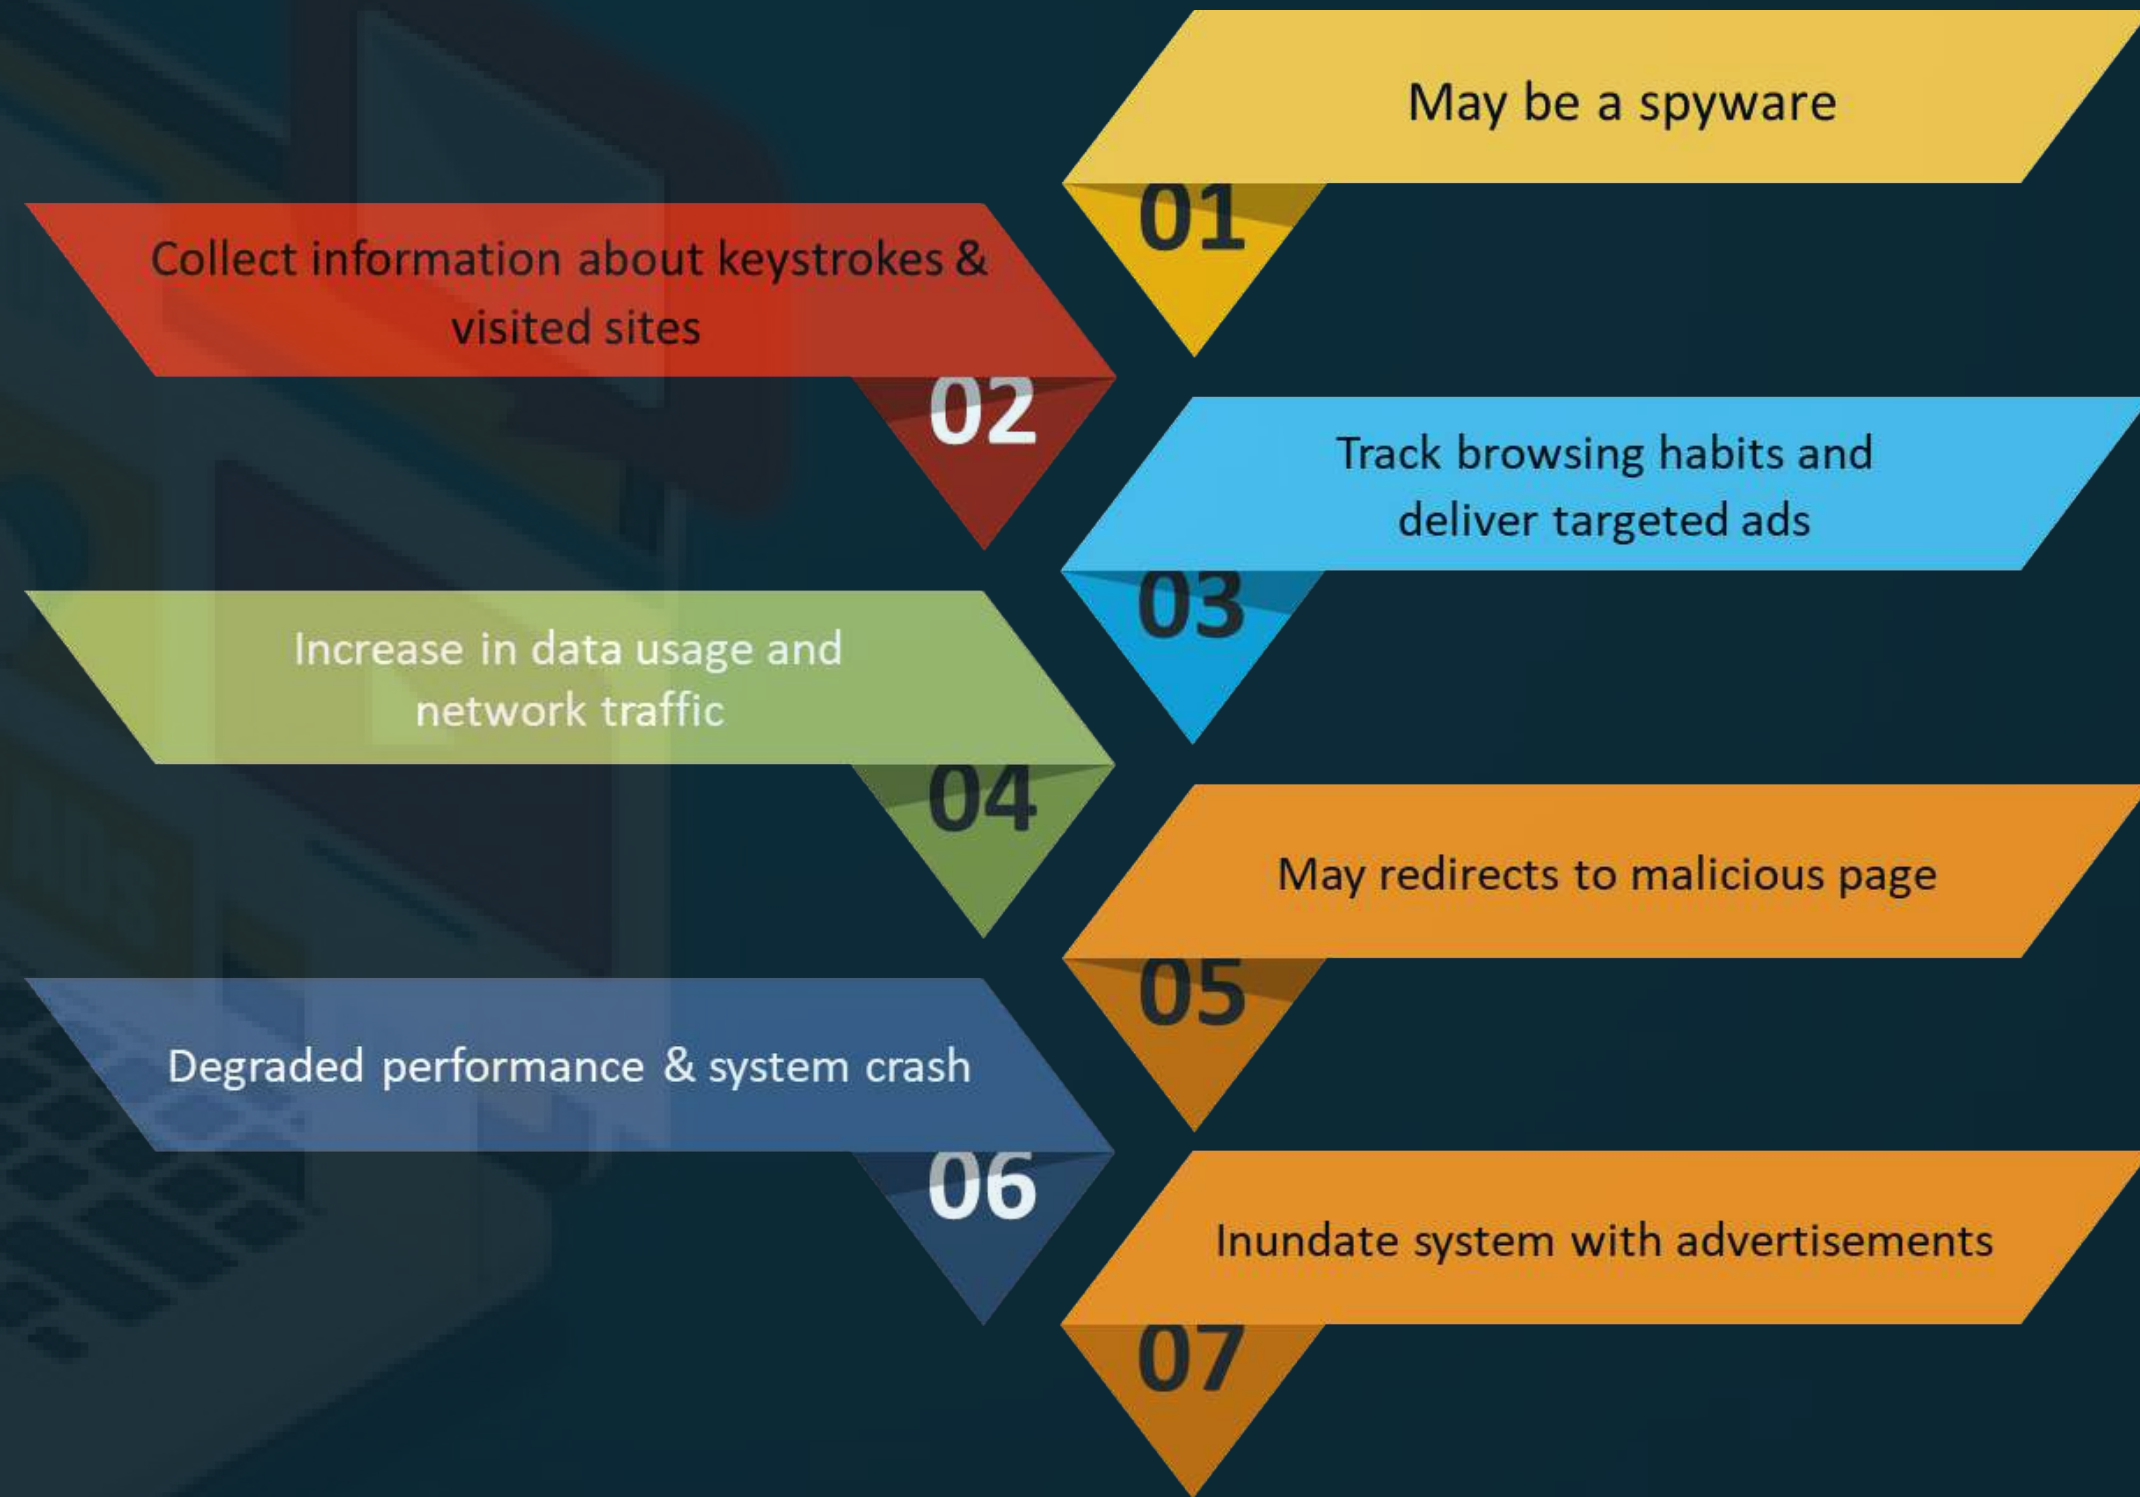 May be a spyware
01
Collect information about keystrokes &
visited sites
02
Track browsing habits and
deliver targeted ads
03
Increase in data usage and
network traffic
04
May redirects to malicious page
05
Degraded performance & system crash
06
Inundate system with advertisements
07
ADS